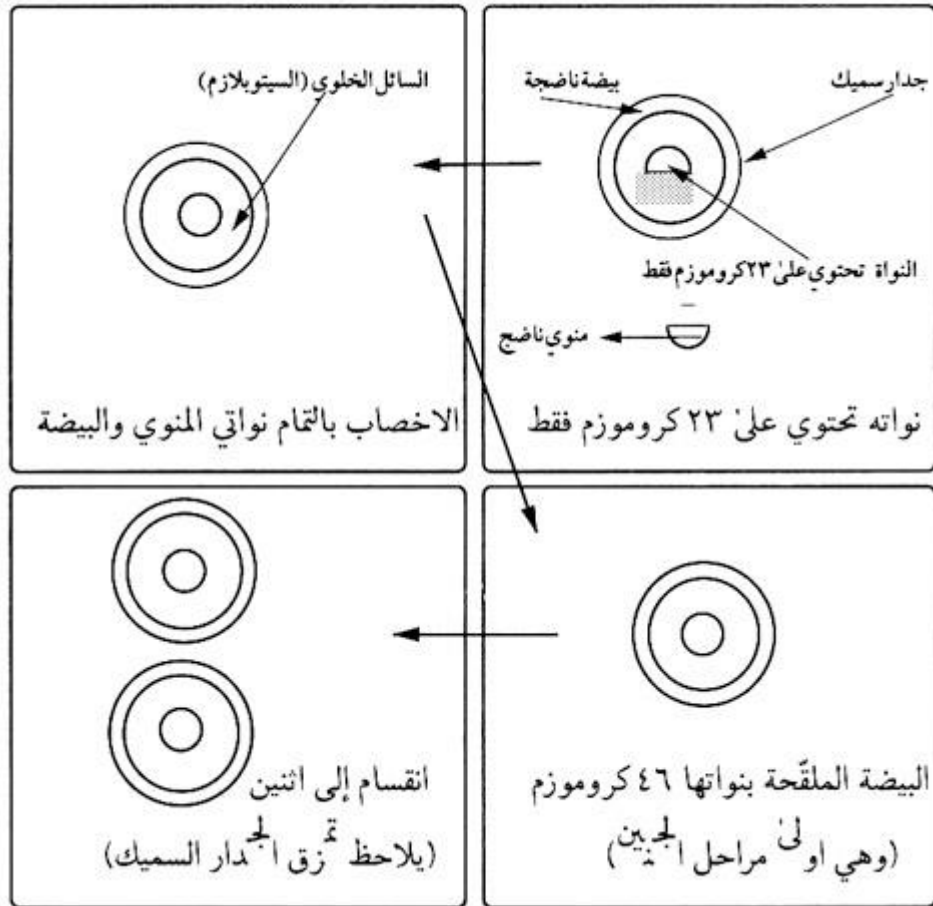 جدار سميك
بيضة ناضجة
النواة تحتوي علىٰ ٢٣ كروموزم فقط
منوي ناضج
نواته تحتوي علىٰ ٢٣ كروموزم فقط
السائل الخلوي (السيتوبلازم)
الاخصاب بالتمام نواتي المنوي والبيضة
البيضة الملقّحة بنواتها ٤٦ كروموزم
(وهي اولىٰ مراحل الجنين)
انقسام إلى اثنين
(يلاحظ تمزق الجدار السميك)